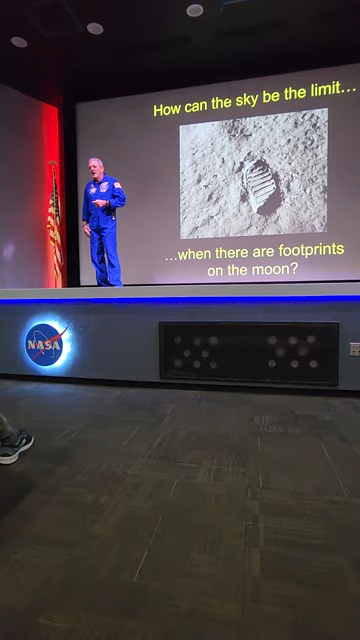 How can the sky be the limit...
...when there are footprints
on the moon?
NASA